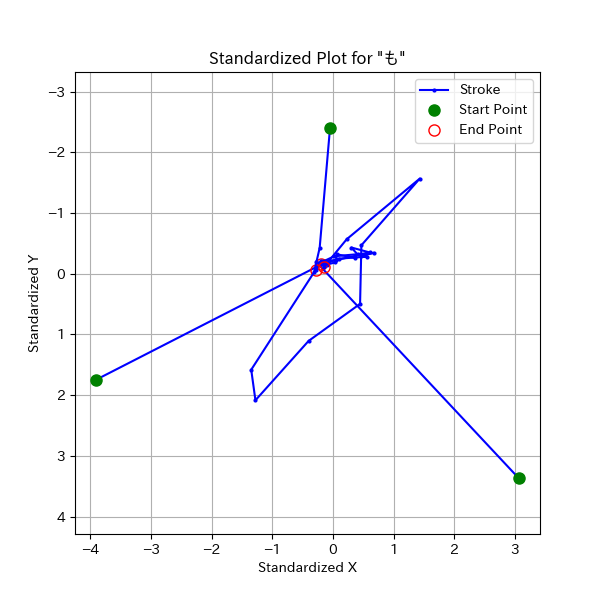 Standardized Plot for "も"
Stroke
Start Point
End Point
Standardized Y
−3
−2
−1
0
1
2
3
4
−4 −3 −2 −1 0 1 2 3
Standardized X